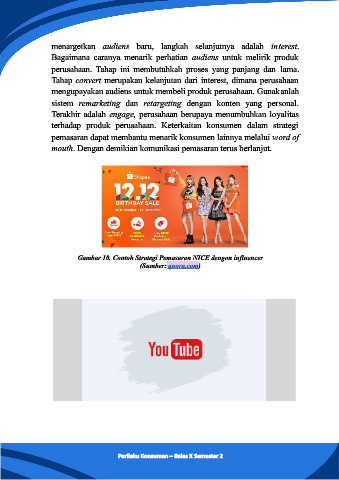 menargetkan audiens baru, langkah selanjutnya adalah interest.
Bagaimana caranya menarik perhatian audiens untuk melirik produk
perusahaan. Tahap ini membutuhkah proses yang panjang dan lama.
Tahap convert merupakan kelanjutan dari interest, dimana perusahaan
mengupayakan audiens untuk membeli produk perusahaan. Gunakanlah
sistem remarketing dan retargeting dengan konten yang personal.
Terakhir adalah engage, perusahaan berupaya menumbuhkan loyalitas
terhadap produk perusahaan. Keterkaitan konsumen dalam strategi
pemasaran dapat membantu menarik konsumen lainnya melalui word of
mouth. Dengan demikian komunikasi pemasaran terus berlanjut.
Shopee
12.12
BIRTHDAY SALE
Gambar 10. Contoh Strategi Pemasaran NICE dengan influencer
(Sumber: quora.com)
YouTube
Perilaku Konsumen – Kelas X Semester 2